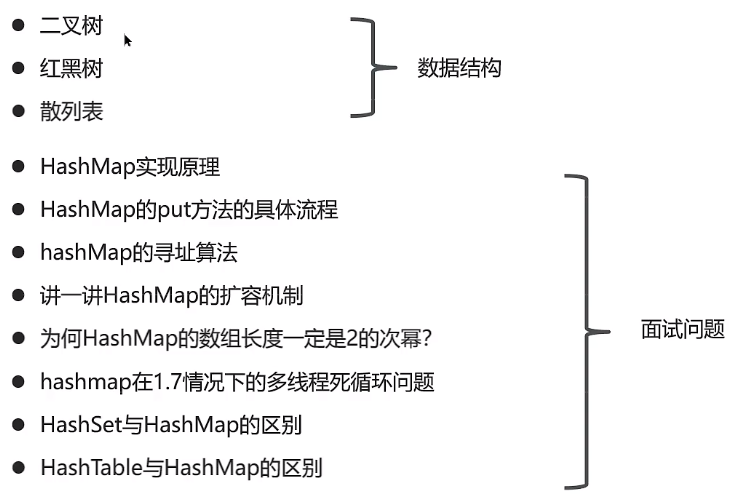 二叉树
红黑树
散列表
数据结构
HashMap实现原理
HashMap的put方法的具体流程
hashMap的寻址算法
讲一讲HashMap的扩容机制
为何HashMap的数组长度一定是2的次幂?
hashmap在1.7情况下的多线程死循环问题
HashSet与HashMap的区别
HashTable与HashMap的区别
面试问题